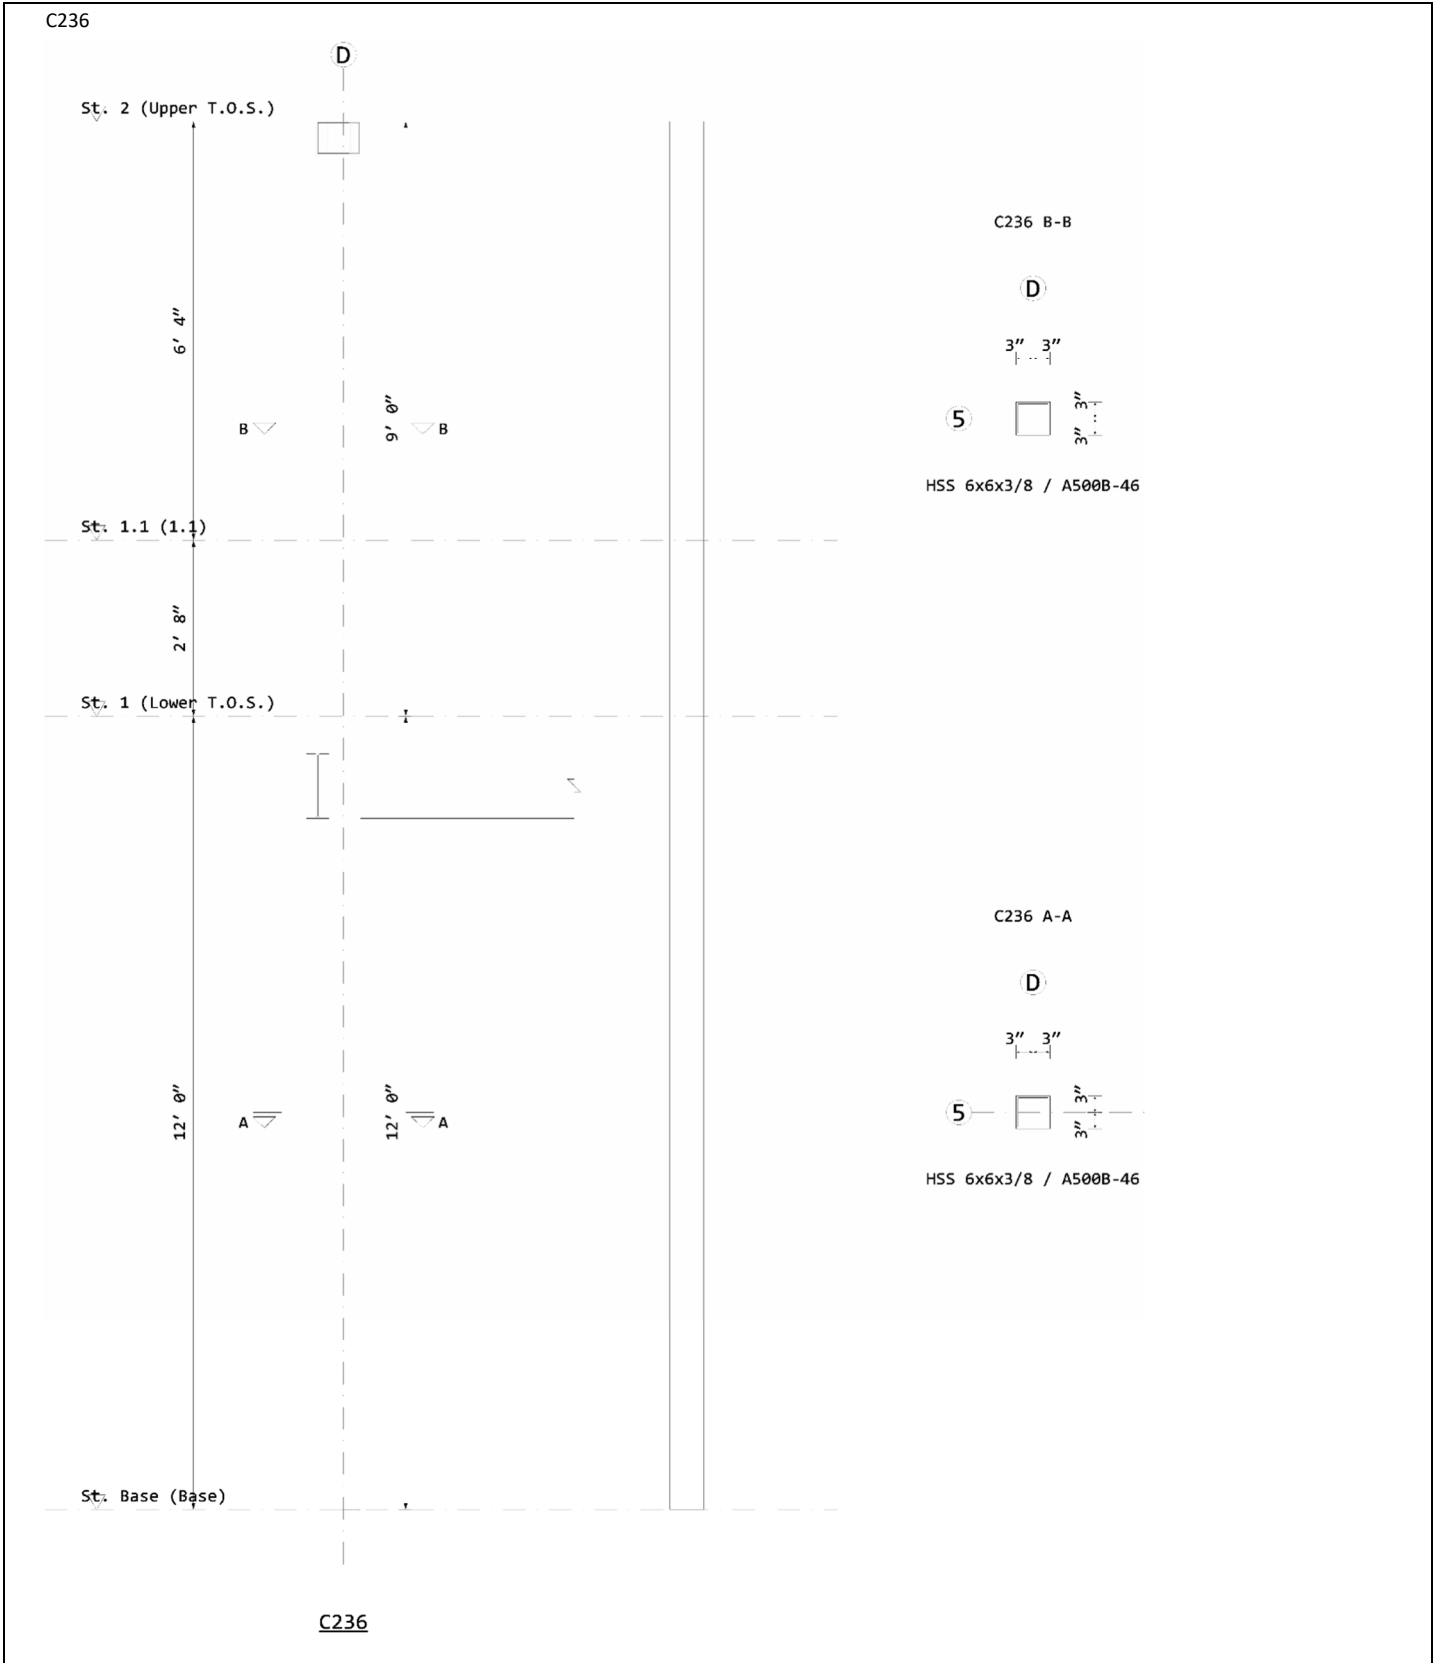 C236
D
St. 2 (Upper T.O.S.)
C236 B-B
D
6’ 4”
3” 3”
9’ 0”
B B
5
3”
3”
HSS 6x6x3/8 / A500B-46
St. 1.1 (1.1)
2’ 8”
St. 1 (Lower T.O.S.)
C236 A-A
D
3” 3”
12’ 0”
12’ 0”
A A
5
3”
3”
HSS 6x6x3/8 / A500B-46
St. Base (Base)
C236